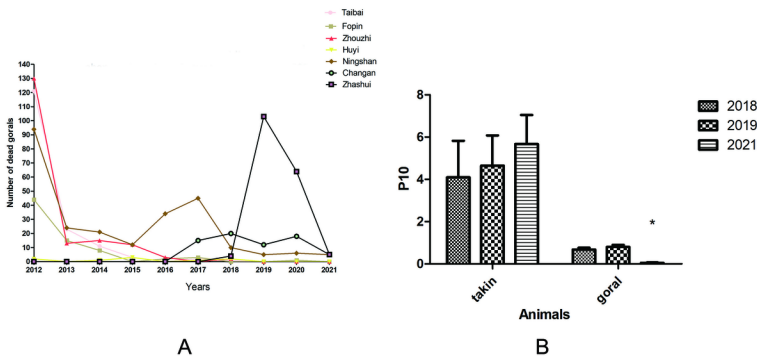 Taibai
Fopin
Zhouzhi
Huyi
Ningshan
Changan
Zhashui
Number of dead gorals
140
130
120
110
100
90
80
70
60
50
40
30
20
10
0
2012 2013 2014 2015 2016 2017 2018 2019 2020 2021
Years
A
P10
8
6
4
2
0
*
takin goral
Animals
2018
2019
2021
B